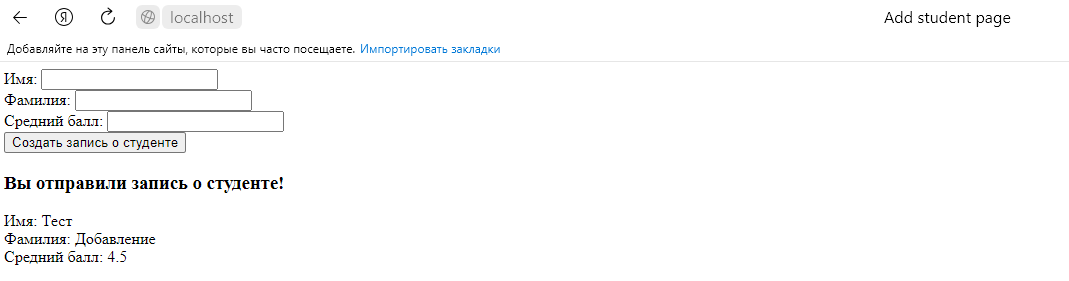 Я localhost Add student page
Добавляйте на эту панель сайты, которые вы часто посещаете. Импортировать закладки
Имя:
Фамилия:
Средний балл:
Создать запись о студенте
Вы отправили запись о студенте!
Имя: Тест
Фамилия: Добавление
Средний балл: 4.5